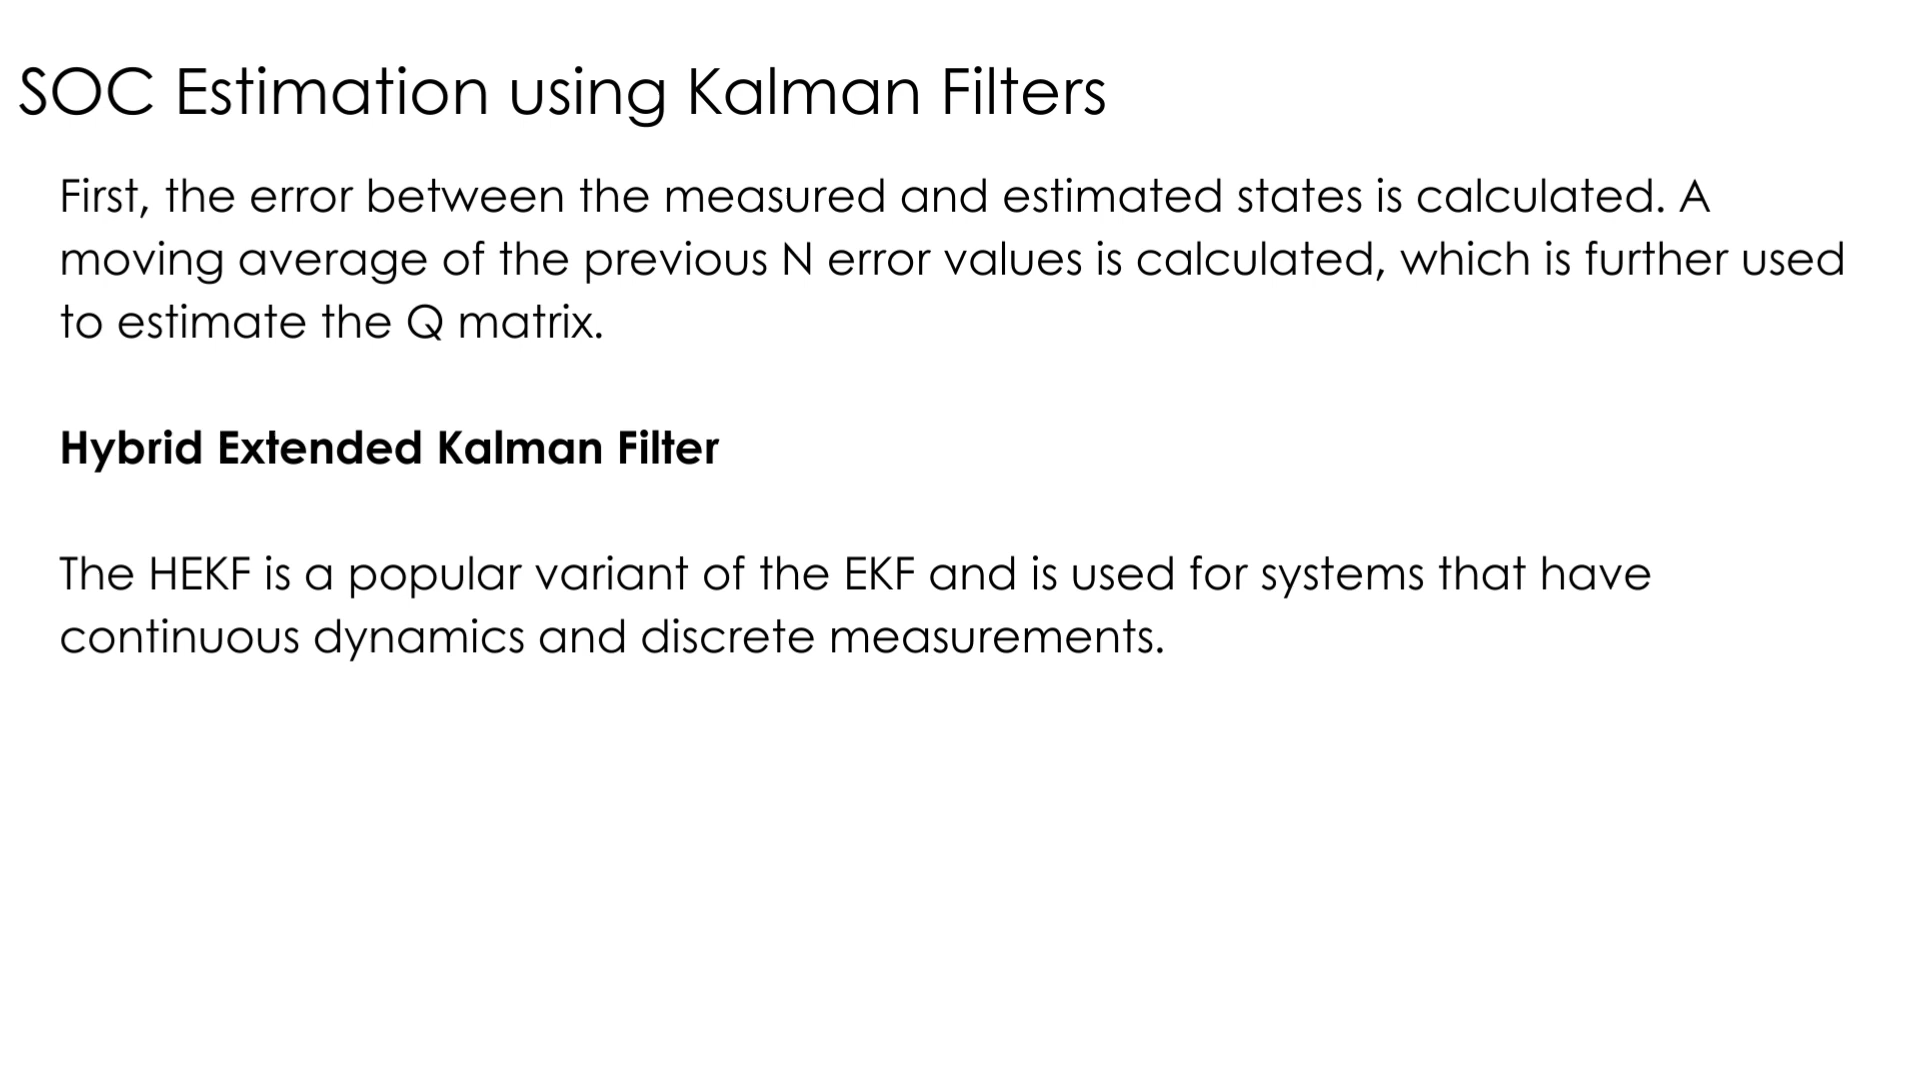 SOC Estimation using Kalman Filters
First, the error between the measured and estimated states is calculated. A
moving average of the previous N error values is calculated, which is further used
to estimate the Q matrix.
Hybrid Extended Kalman Filter
The HEKF is a popular variant of the EKF and is used for systems that have
continuous dynamics and discrete measurements.